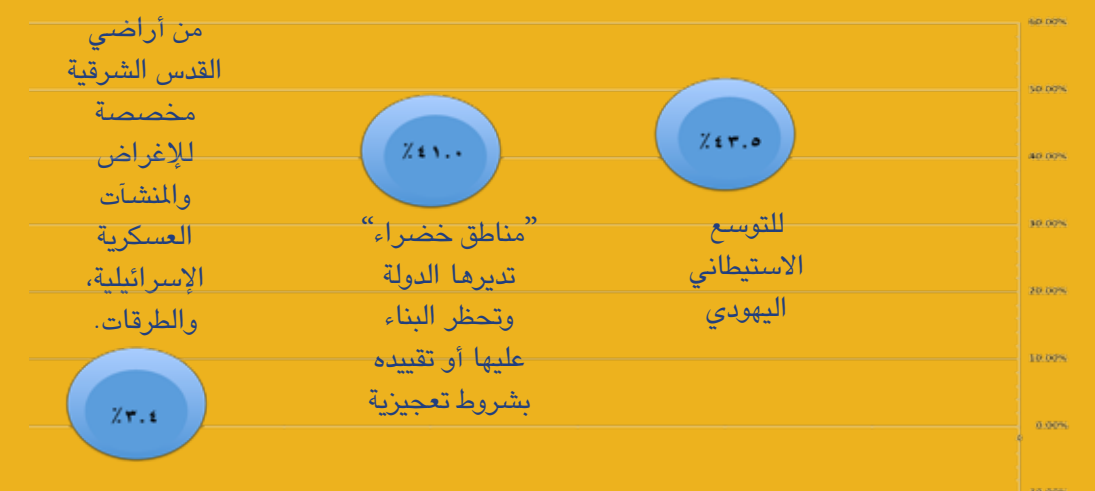 60.00%
50.00%
40.00%
30.00%
20.00%
10.00%
0.00%
٪٤٣.٥
للتوسع
الاستيطاني
اليهودي
٪٤١.٠
”مناطق خضراء“
تديرها الدولة
وتحظر البناء
عليها أو تقييده
بشروط تعجيزية
من أراضي
القدس الشرقية
مخصصة
للإغراض
والمنشآت
العسكرية
الإسرائيلية،
والطرقات.
٪٣.٤